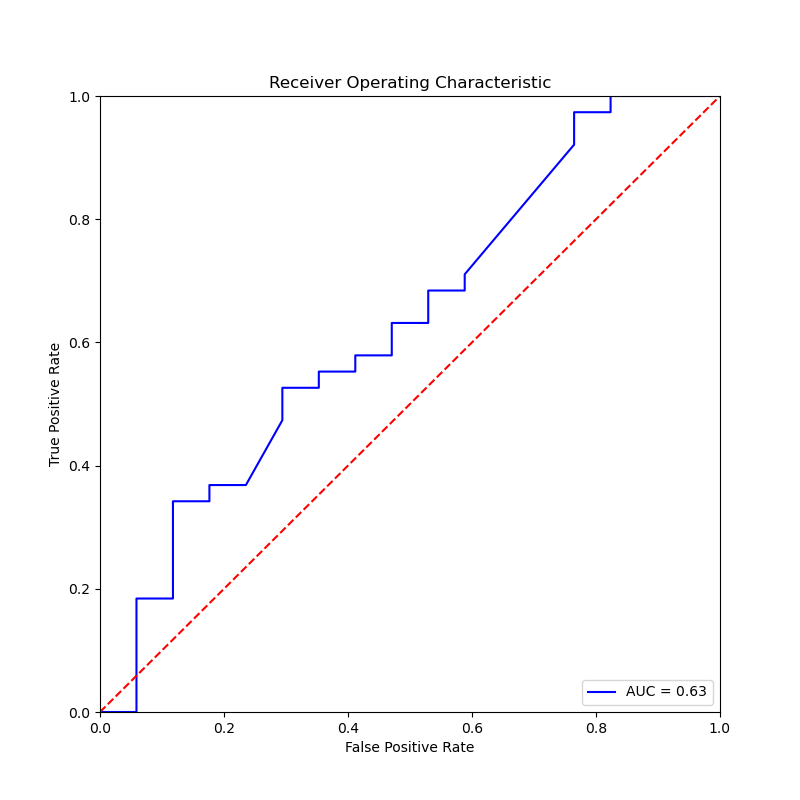 Receiver Operating Characteristic
1.0
0.8
0.6
0.4
0.2
0.0
True Positive Rate
AUC = 0.63
0.0 0.2 0.4 0.6 0.8 1.0
False Positive Rate